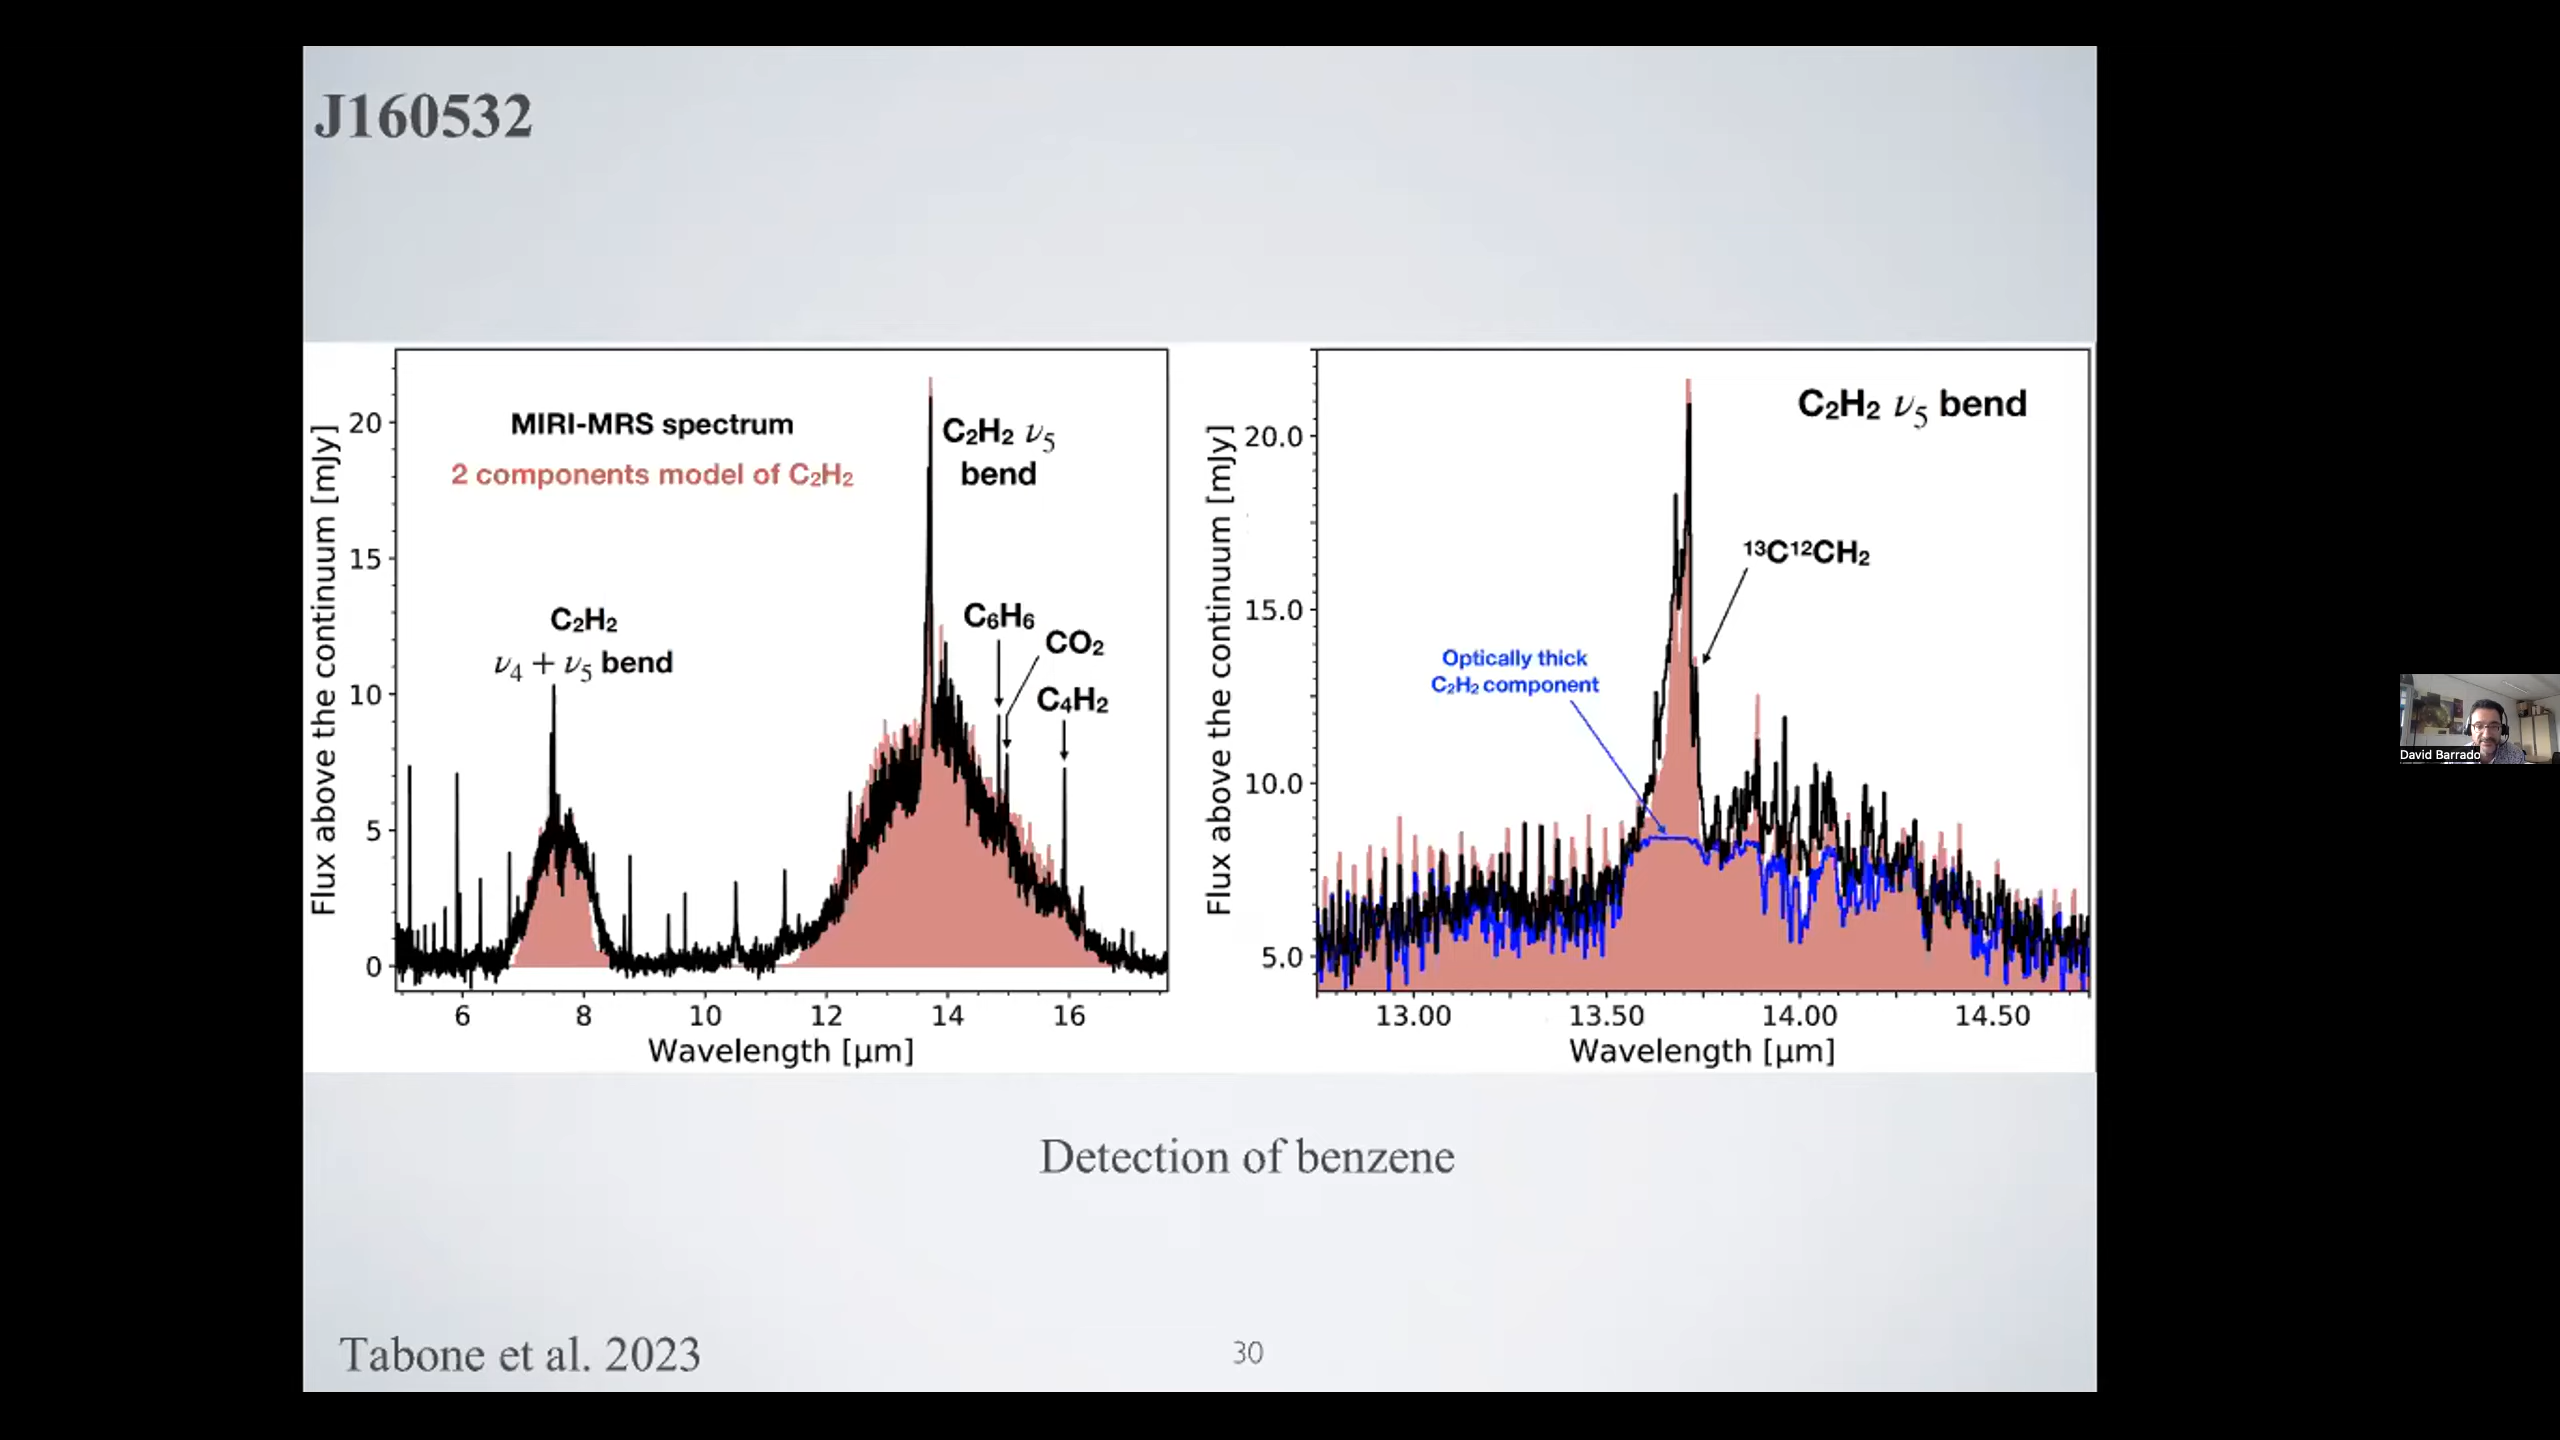 J160532
MIRI-MRS spectrum
2 components model of C₂H₂
C₂H₂ ν₅
bend
C₂H₂
ν₄ + ν₅ bend
C₆H₆
CO₂
C₄H₂
Flux above the continuum [mJy]
20
15
10
5
0
6 8 10 12 14 16
Wavelength [μm]
C₂H₂ ν₅ bend
¹³C¹²CH₂
Optically thick
C₂H₂ component
Flux above the continuum [mJy]
20.0
15.0
10.0
5.0
13.00 13.50 14.00 14.50
Wavelength [μm]
David Barrado
Detection of benzene
Tabone et al. 2023
30